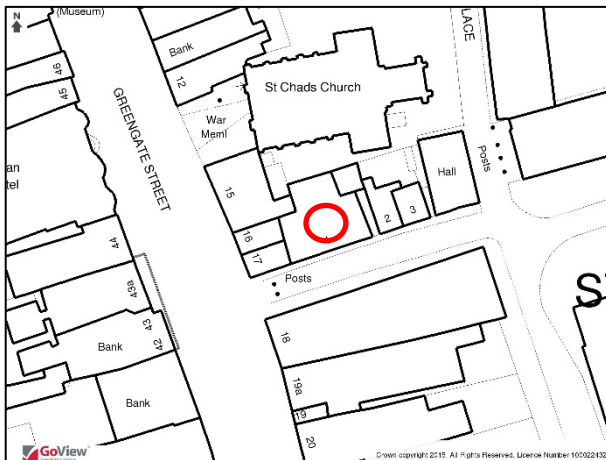 N
(Museum)
Bank
12
46
45
GREENGATE STREET
War
Meml
St Chads Church
LACE
Posts
Hall
an
tel
15
16
17
2
3
44
43a
43
42
Posts
Bank
Bank
18
19a
19
20
S
GoView
Crown copyright 2015. All Rights Reserved. Licence Number 100022432